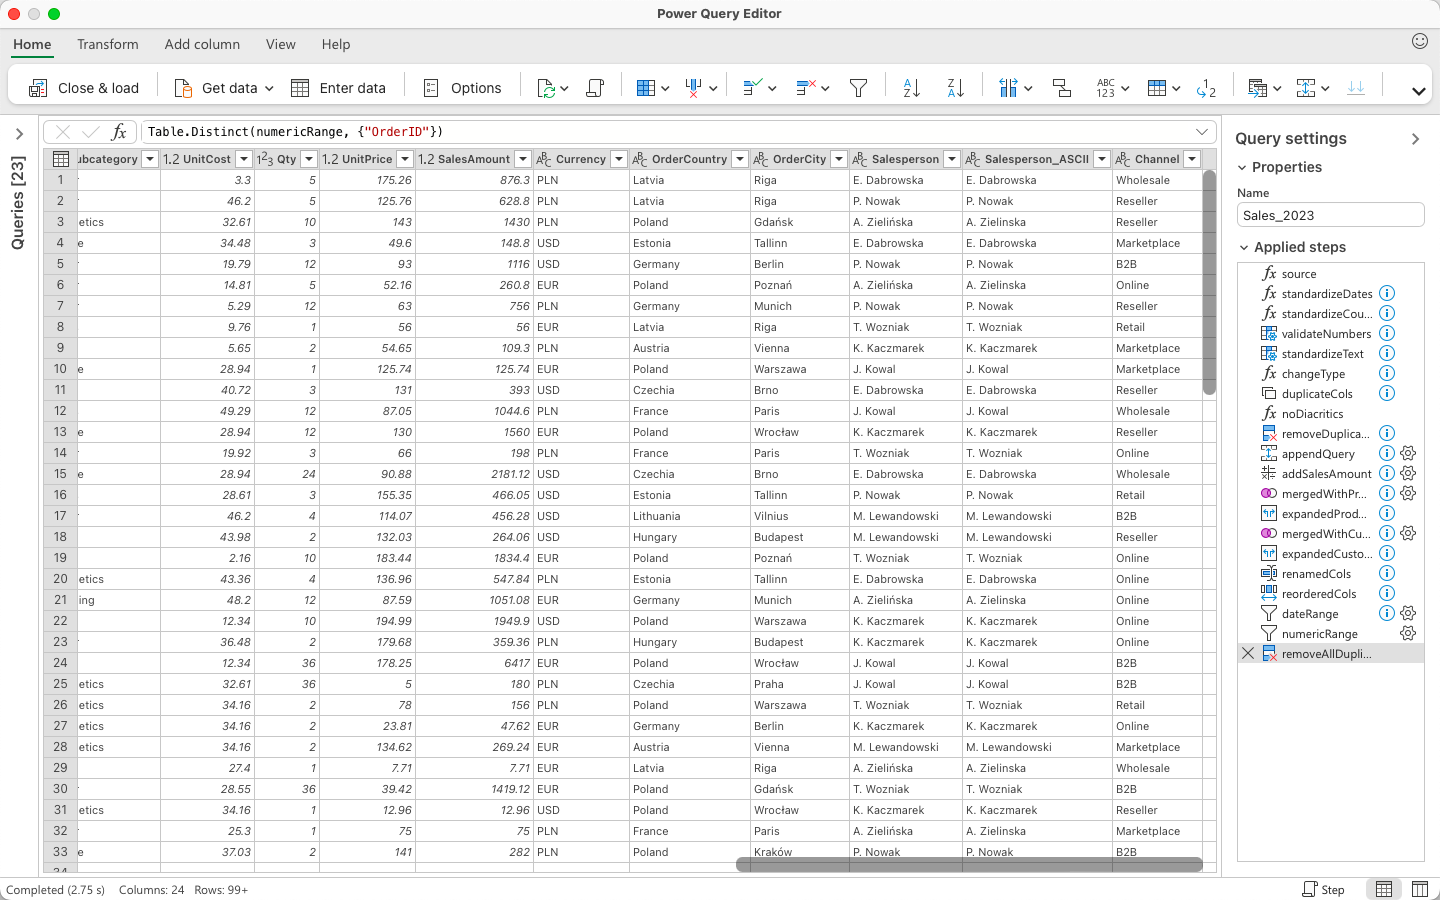 Power Query Editor
Home Transform Add column View Help
Close & load Get data Enter data Options
Queries [23]
fx Table.Distinct(numericRange, {"OrderID"})
ubcategory 1.2 UnitCost 1²3 Qty 1.2 UnitPrice 1.2 SalesAmount ABC Currency ABC OrderCountry ABC OrderCity ABC Salesperson ABC Salesperson_ASCII ABC Channel
1 3.3 5 175.26 876.3 PLN Latvia Riga E. Dabrowska E. Dabrowska Wholesale
2 46.2 5 125.76 628.8 PLN Latvia Riga P. Nowak P. Nowak Reseller
3 etics 32.61 10 143 1430 PLN Poland Gdańsk A. Zielińska A. Zielinska Reseller
4 e 34.48 3 49.6 148.8 USD Estonia Tallinn E. Dabrowska E. Dabrowska Marketplace
5 19.79 12 93 1116 USD Germany Berlin P. Nowak P. Nowak B2B
6 14.81 5 52.16 260.8 EUR Poland Poznań A. Zielińska A. Zielinska Online
7 5.29 12 63 756 PLN Germany Munich P. Nowak P. Nowak Reseller
8 9.76 1 56 56 EUR Latvia Riga T. Wozniak T. Wozniak Retail
9 5.65 2 54.65 109.3 PLN Austria Vienna K. Kaczmarek K. Kaczmarek Marketplace
10 e 28.94 1 125.74 125.74 EUR Poland Warszawa J. Kowal J. Kowal Marketplace
11 40.72 3 131 393 USD Czechia Brno E. Dabrowska E. Dabrowska Reseller
12 49.29 12 87.05 1044.6 PLN France Paris J. Kowal J. Kowal Wholesale
13 e 28.94 12 130 1560 EUR Poland Wrocław K. Kaczmarek K. Kaczmarek Reseller
14 19.92 3 66 198 PLN France Paris T. Wozniak T. Wozniak Online
15 e 28.94 24 90.88 2181.12 USD Czechia Brno E. Dabrowska E. Dabrowska Wholesale
16 28.61 3 155.35 466.05 USD Estonia Tallinn P. Nowak P. Nowak Retail
17 46.2 4 114.07 456.28 USD Lithuania Vilnius M. Lewandowski M. Lewandowski B2B
18 43.98 2 132.03 264.06 USD Hungary Budapest M. Lewandowski M. Lewandowski Reseller
19 2.16 10 183.44 1834.4 EUR Poland Poznań T. Wozniak T. Wozniak Online
20 etics 43.36 4 136.96 547.84 PLN Estonia Tallinn E. Dabrowska E. Dabrowska Online
21 ing 48.2 12 87.59 1051.08 EUR Germany Munich A. Zielińska A. Zielinska Online
22 12.34 10 194.99 1949.9 USD Poland Warszawa K. Kaczmarek K. Kaczmarek Online
23 36.48 2 179.68 359.36 PLN Hungary Budapest K. Kaczmarek K. Kaczmarek Online
24 12.34 36 178.25 6417 EUR Poland Wrocław J. Kowal J. Kowal B2B
25 etics 32.61 36 5 180 PLN Czechia Praha J. Kowal J. Kowal B2B
26 etics 34.16 2 78 156 PLN Poland Warszawa T. Wozniak T. Wozniak Retail
27 etics 34.16 2 23.81 47.62 EUR Germany Berlin K. Kaczmarek K. Kaczmarek Online
28 etics 34.16 2 134.62 269.24 EUR Austria Vienna M. Lewandowski M. Lewandowski Marketplace
29 27.4 1 7.71 7.71 EUR Latvia Riga A. Zielińska A. Zielinska Wholesale
30 28.55 36 39.42 1419.12 EUR Poland Gdańsk T. Wozniak T. Wozniak B2B
31 etics 34.16 1 12.96 12.96 USD Poland Wrocław K. Kaczmarek K. Kaczmarek Reseller
32 25.3 1 75 75 PLN France Paris A. Zielińska A. Zielinska Marketplace
33 e 37.03 2 141 282 PLN Poland Kraków P. Nowak P. Nowak B2B
Query settings
Properties
Name
Sales_2023
Applied steps
source
standardizeDates
standardizeCou...
validateNumbers
standardizeText
changeType
duplicateCols
noDiacritics
removeDuplica...
appendQuery
addSalesAmount
mergedWithPr...
expandedProd...
mergedWithCu...
expandedCusto...
renamedCols
reorderedCols
dateRange
numericRange
removeAllDupli...
Completed (2.75 s) Columns: 24 Rows: 99+
Step